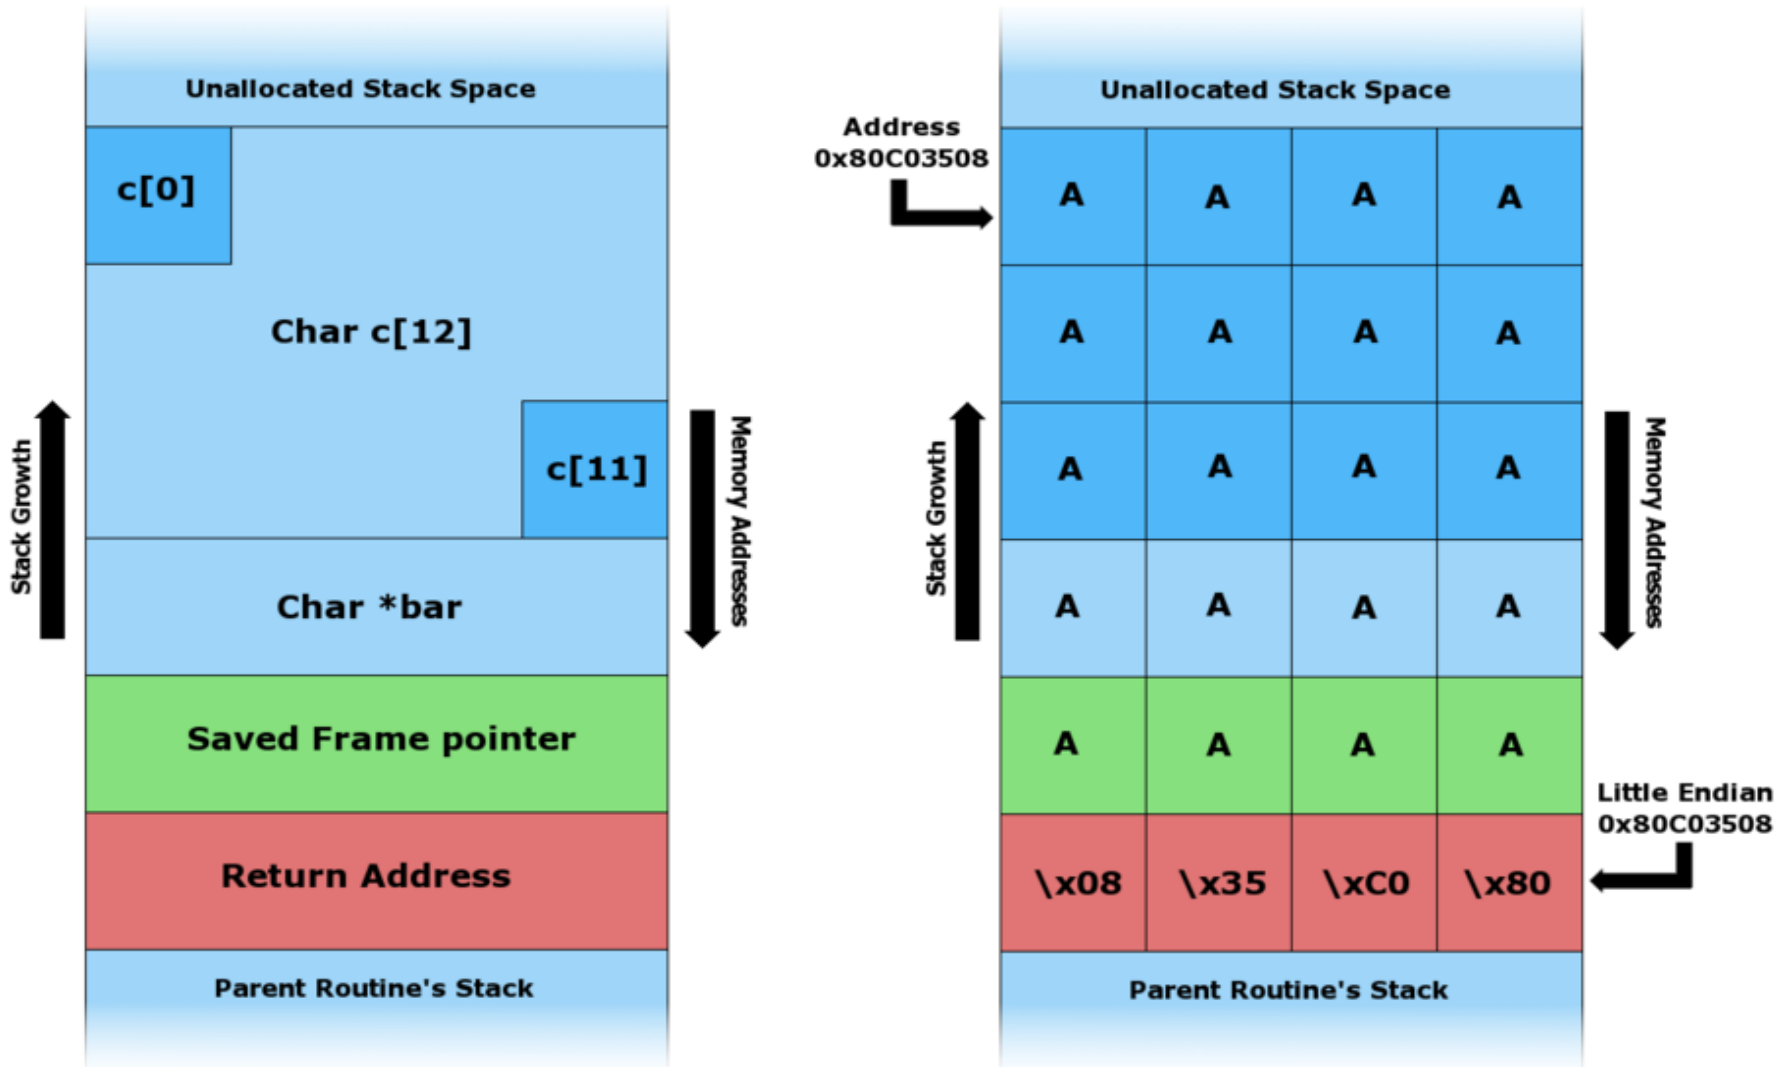 Unallocated Stack Space
c[0]
Char c[12]
c[11]
Stack Growth
Memory Addresses
Char *bar
Saved Frame pointer
Return Address
Parent Routine's Stack
Unallocated Stack Space
Address
0x80C03508
A A A A
A A A A
A A A A
Stack Growth
Memory Addresses
A A A A
A A A A
Little Endian
0x80C03508
\x08 \x35 \xC0 \x80
Parent Routine's Stack